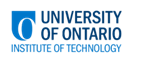 UNIVERSITY
OF ONTARIO
INSTITUTE OF TECHNOLOGY